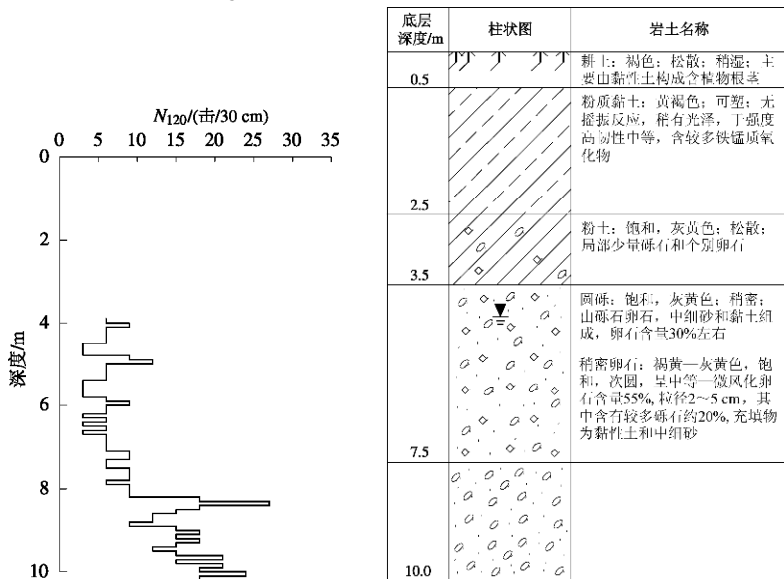 N120/(击/30 cm)
0 5 10 15 20 25 30 35
0
2
4
6
8
10
深度/m
底层
深度/m
柱状图
岩土名称
0.5
耕土：褐色；松散；稍湿；主
要由黏性土构成含植物根茎
2.5
粉质黏土：黄褐色；可塑；无
摇振反应，稍有光泽，干强度
高韧性中等，含较多铁锰质氧
化物
3.5
粉土：饱和，灰黄色；松散；
局部少量砾石和个别卵石
7.5
圆砾：饱和，灰黄色；稍密；
由砾石卵石，中细砂和黏土组
成，卵石含量30%左右
稍密卵石：褐黄—灰黄色，饱
和，次圆，呈中等—微风化卵
石含量55%, 粒径2～5 cm，其
中含有较多砾石约20%, 充填物
为黏性土和中细砂
10.0